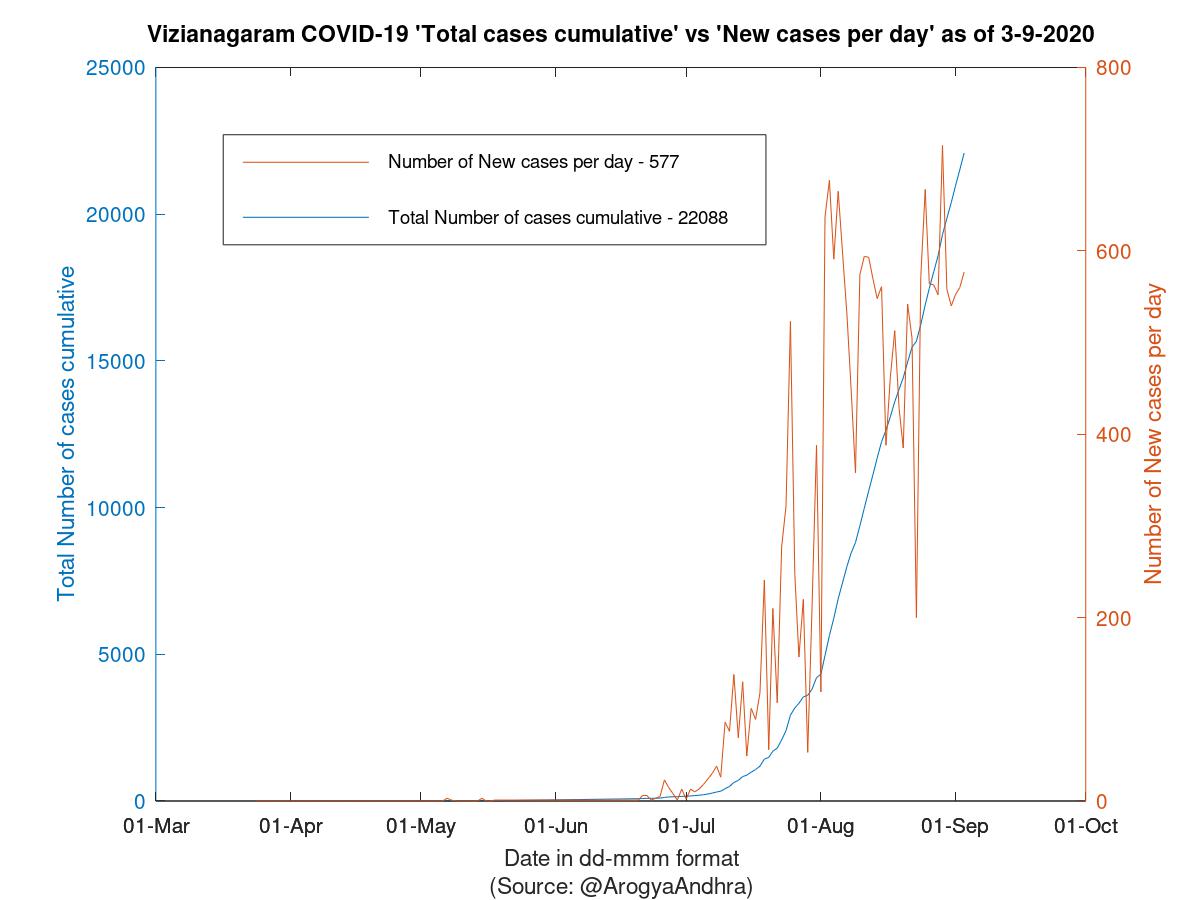 Vizianagaram COVID-19 'Total cases cumulative' vs 'New cases per day' as of 3-9-2020
25000
20000
15000
10000
5000
0
Total Number of cases cumulative
Number of New cases per day - 577
Total Number of cases cumulative - 22088
800
600
400
200
0
Number of New cases per day
01-Mar 01-Apr 01-May 01-Jun 01-Jul 01-Aug 01-Sep 01-Oct
Date in dd-mmm format
(Source: @ArogyaAndhra)